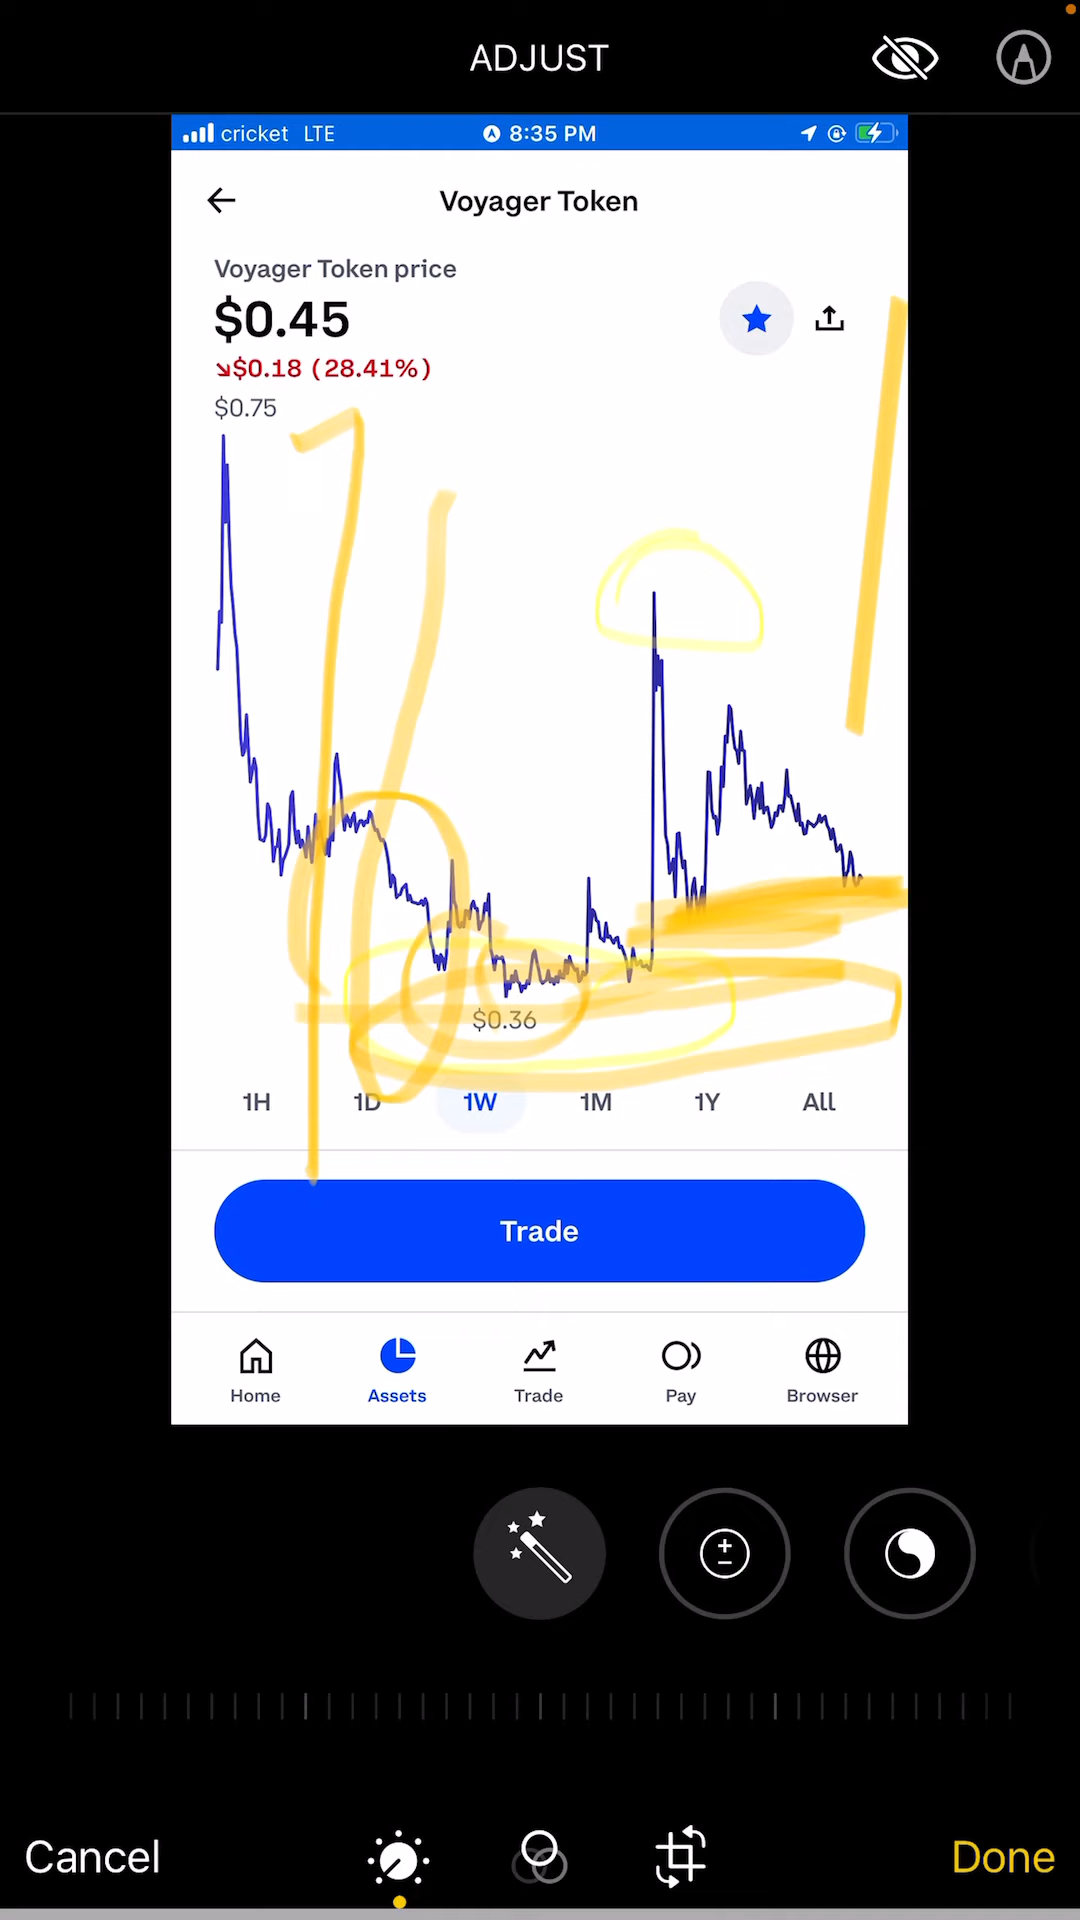 ADJUST
cricket LTE 8:35 PM
Voyager Token
Voyager Token price
$0.45
↘$0.18 (28.41%)
$0.75
$0.36
1H 1D 1W 1M 1Y All
Trade
Home Assets Trade Pay Browser
Cancel Done